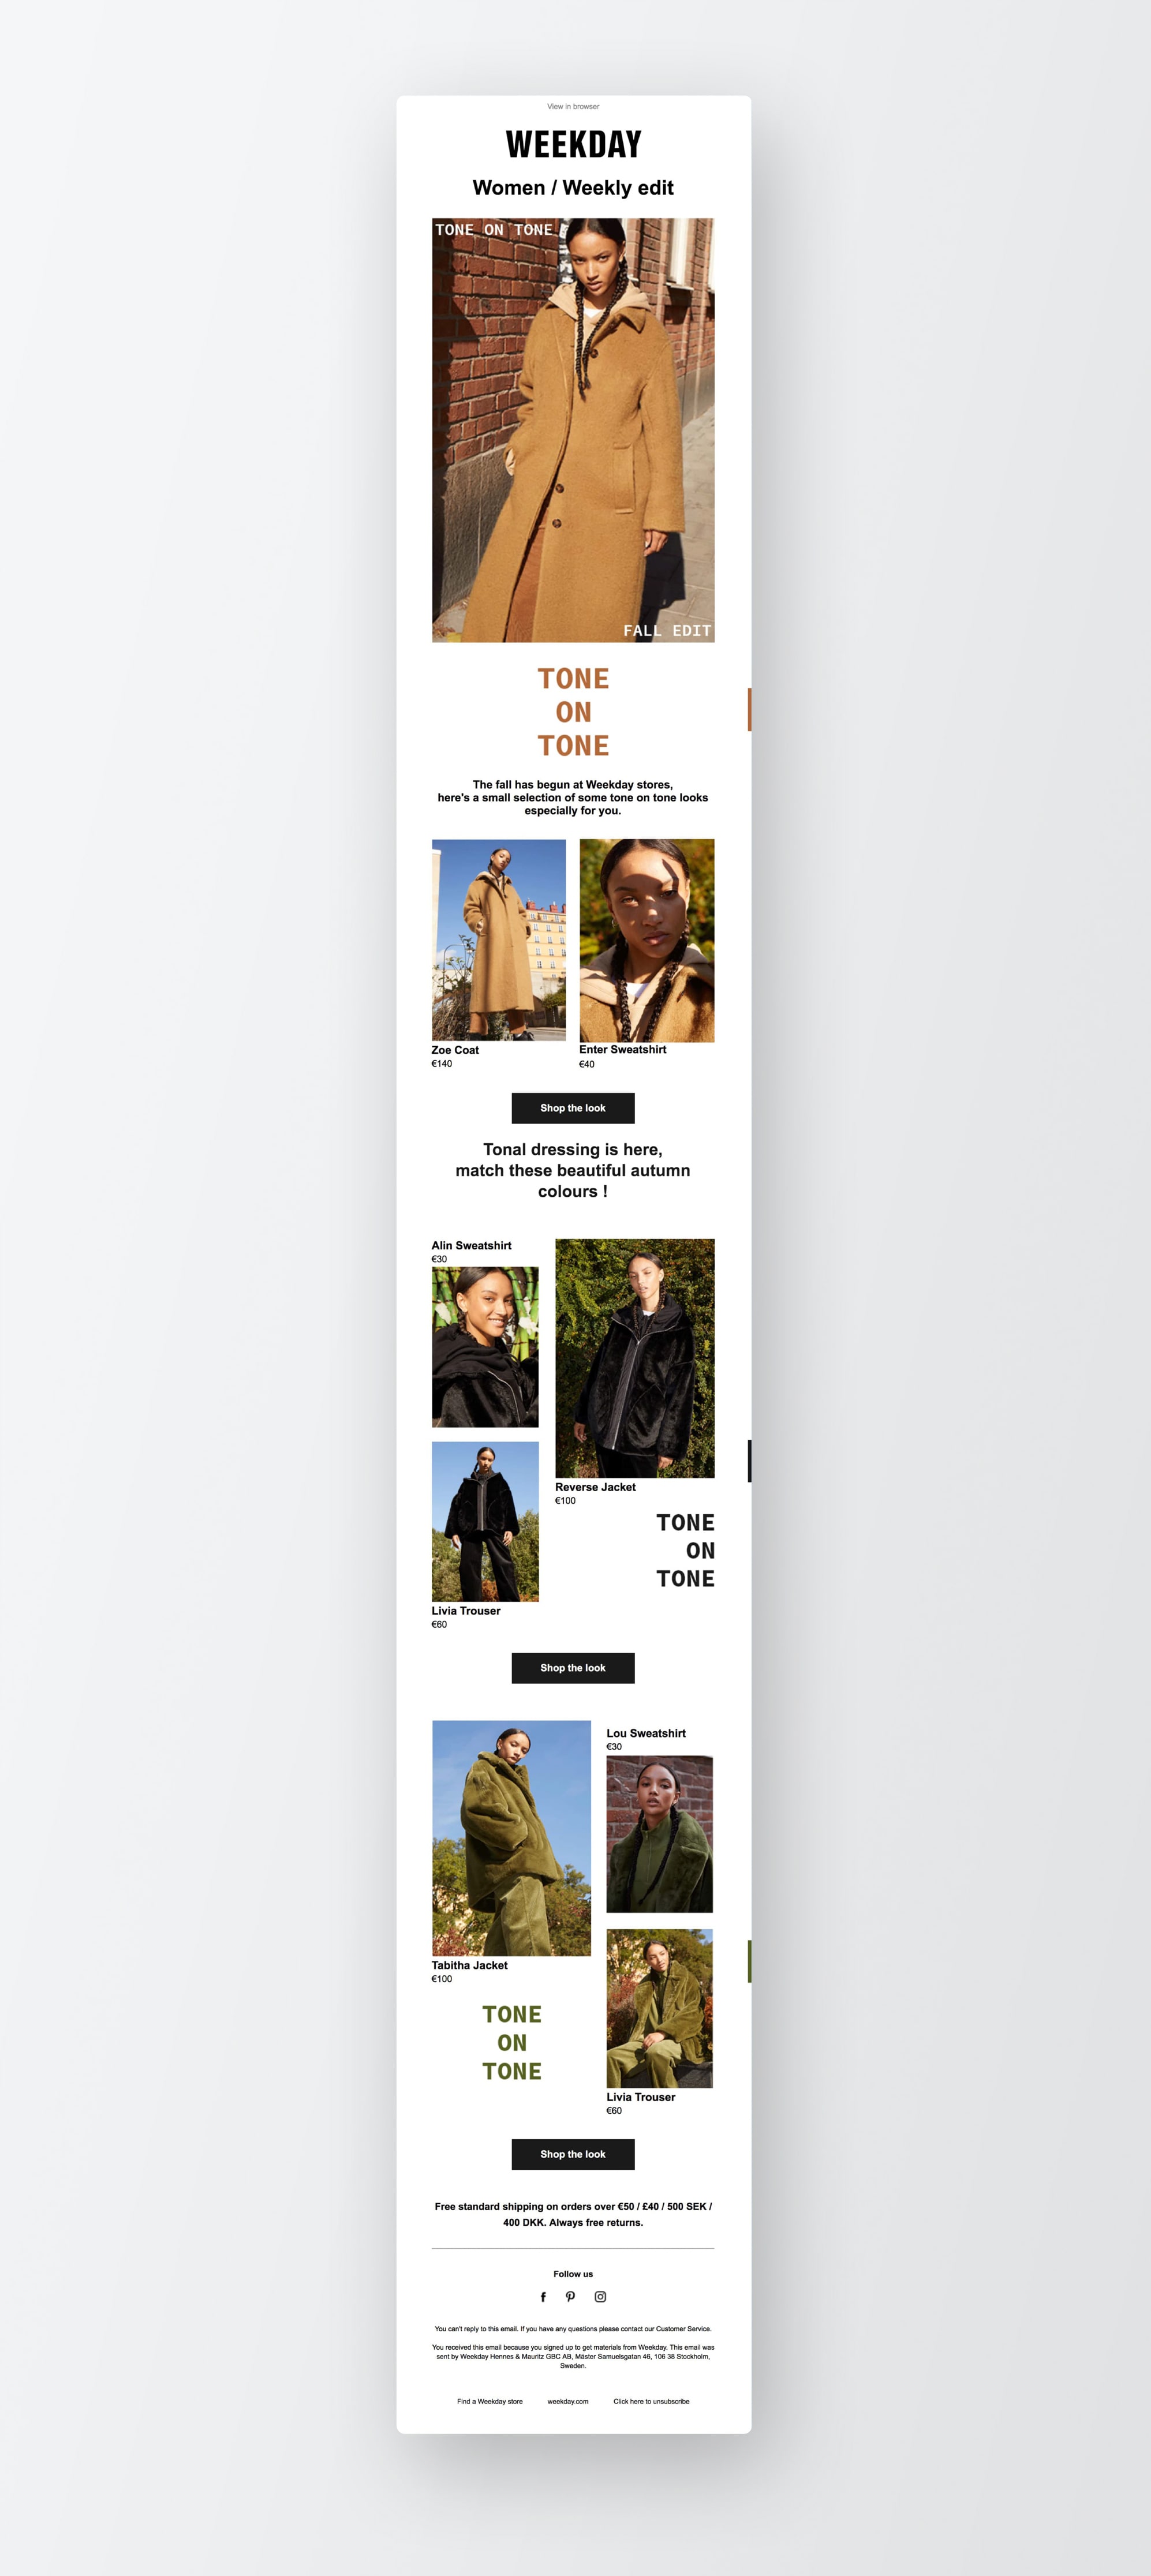 View in browser
WEEKDAY
Women / Weekly edit
TONE ON TONE
FALL EDIT
TONE
ON
TONE
The fall has begun at Weekday stores,
here's a small selection of some tone on tone looks
especially for you.
Zoe Coat
€140
Enter Sweatshirt
€40
Shop the look
Tonal dressing is here,
match these beautiful autumn
colours !
Alin Sweatshirt
€30
Reverse Jacket
€100
TONE
ON
TONE
Livia Trouser
€60
Shop the look
Lou Sweatshirt
€30
Tabitha Jacket
€100
TONE
ON
TONE
Livia Trouser
€60
Shop the look
Free standard shipping on orders over €50 / £40 / 500 SEK /
400 DKK. Always free returns.
Follow us
You can't reply to this email. If you have any questions please contact our Customer Service.
You received this email because you signed up to get materials from Weekday. This email was
sent by Weekday Hennes & Mauritz GBC AB, Mäster Samuelsgatan 46, 106 38 Stockholm,
Sweden.
Find a Weekday store weekday.com Click here to unsubscribe